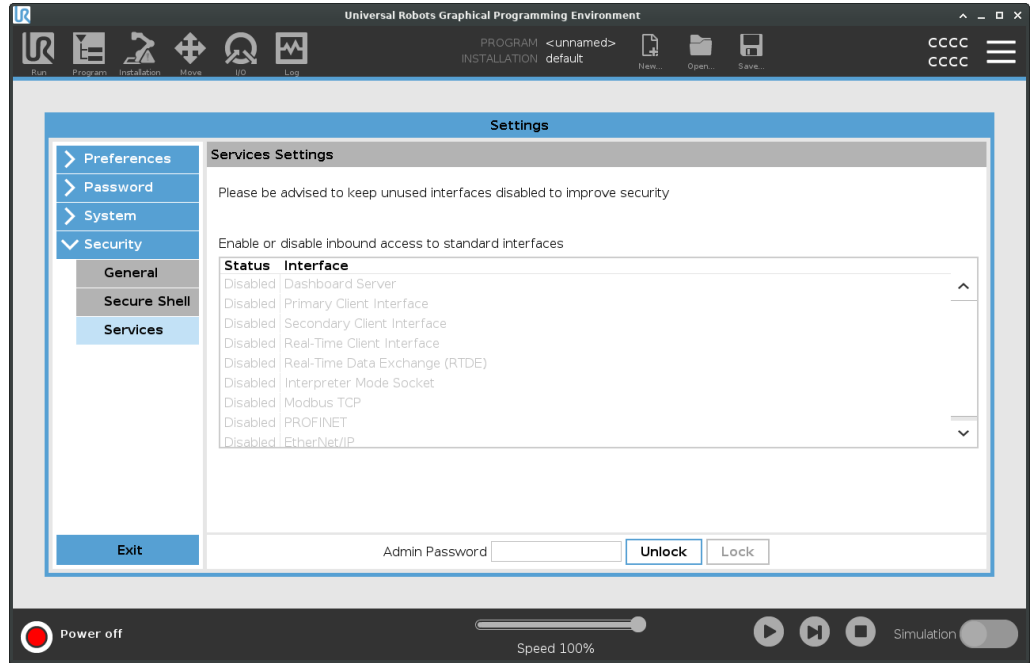 UR Universal Robots Graphical Programming Environment
UR
Run Program Installation Move I/O Log
PROGRAM <unnamed>
INSTALLATION default
New... Open... Save...
CCCC
CCCC
Settings
Preferences
Password
System
Security
General
Secure Shell
Services
Exit
Services Settings
Please be advised to keep unused interfaces disabled to improve security
Enable or disable inbound access to standard interfaces
Status Interface
Disabled Dashboard Server
Disabled Primary Client Interface
Disabled Secondary Client Interface
Disabled Real-Time Client Interface
Disabled Real-Time Data Exchange (RTDE)
Disabled Interpreter Mode Socket
Disabled Modbus TCP
Disabled PROFINET
Disabled EtherNet/IP
Admin Password Unlock Lock
Power off
Speed 100%
Simulation